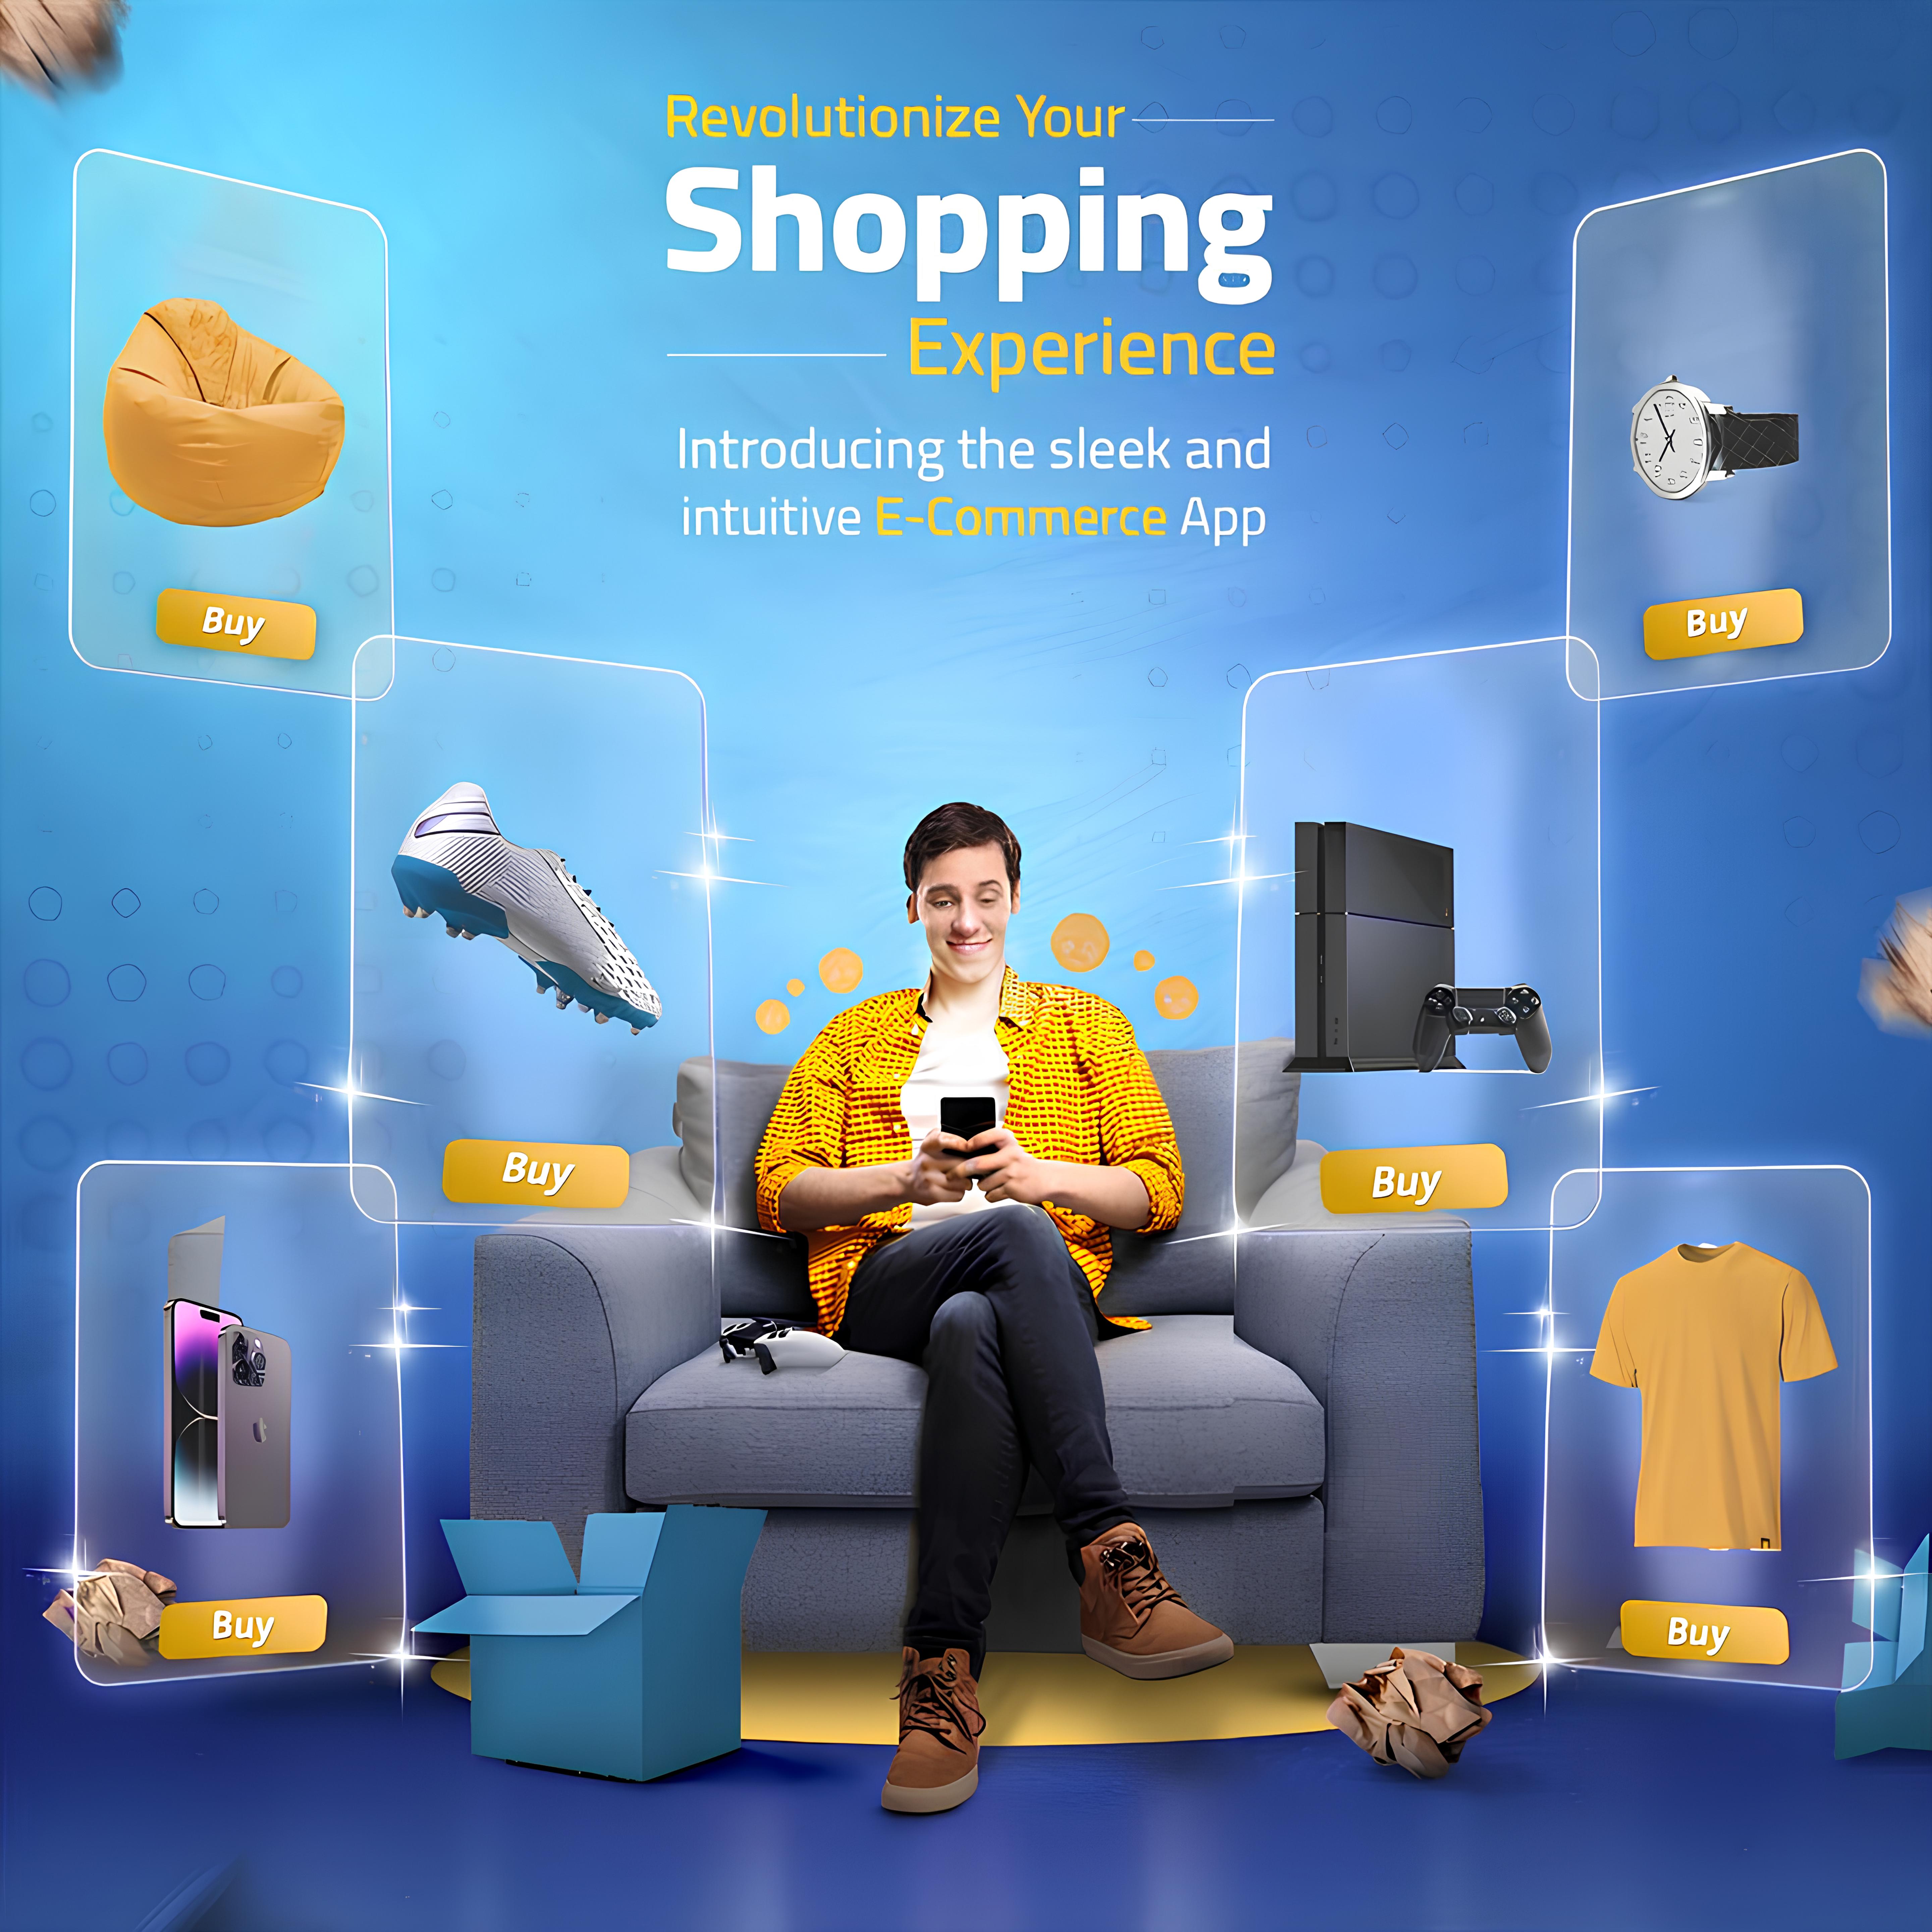 Revolutionize Your
Shopping
Experience
Introducing the sleek and
intuitive E-Commerce App
Buy
Buy
Buy
Buy
Buy
Buy